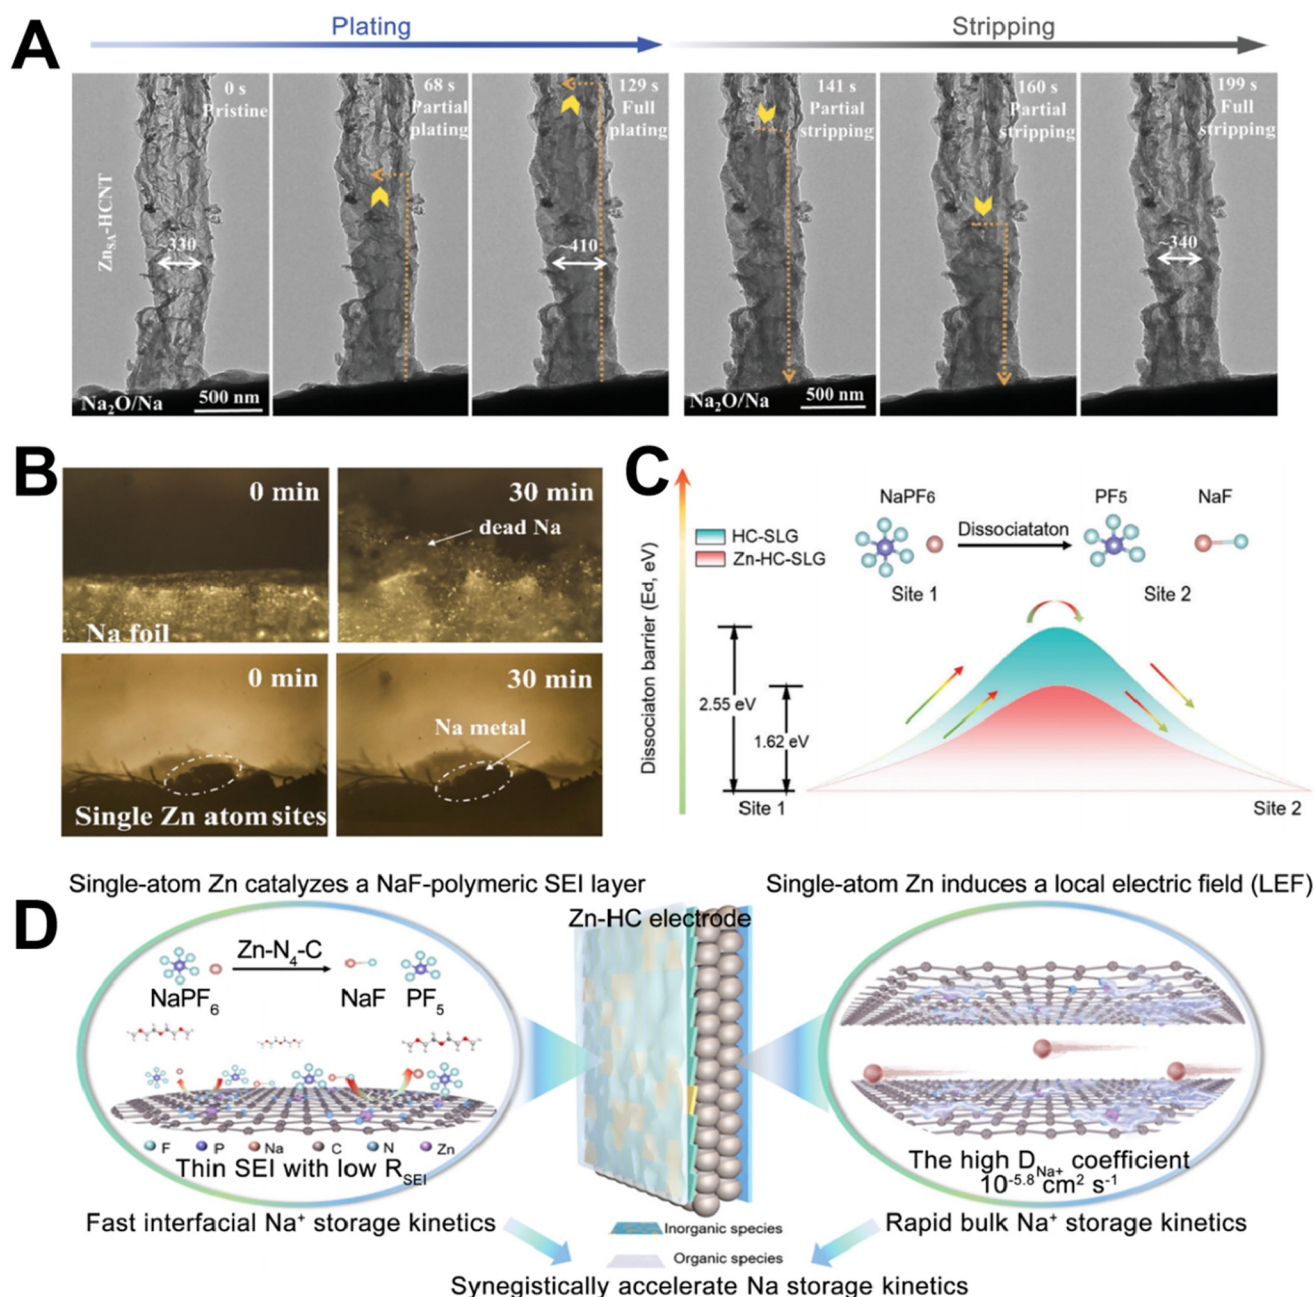 A
Plating
Stripping
0 s
Pristine
68 s
Partial
plating
129 s
Full
plating
141 s
Partial
stripping
160 s
Partial
stripping
199 s
Full
stripping
Zn_SA-HCNT
~330
~410
~340
Na₂O/Na
500 nm
Na₂O/Na
500 nm
B
0 min
30 min
dead Na
Na foil
0 min
30 min
Na metal
Single Zn atom sites
C
Dissociaton barrier (Ed, eV)
HC-SLG
Zn-HC-SLG
NaPF6
Dissociataton
PF5
NaF
Site 1
Site 2
2.55 eV
1.62 eV
Site 1
Site 2
D
Single-atom Zn catalyzes a NaF-polymeric SEI layer
Single-atom Zn induces a local electric field (LEF)
Zn-HC electrode
Zn-N₄-C
NaPF₆
NaF
PF₅
F
P
Na
C
N
Zn
Thin SEI with low R_SEI
The high D_Na+ coefficient
10⁻⁵·⁸ cm² s⁻¹
Fast interfacial Na⁺ storage kinetics
Rapid bulk Na⁺ storage kinetics
Inorganic species
Organic species
Synegistically accelerate Na storage kinetics